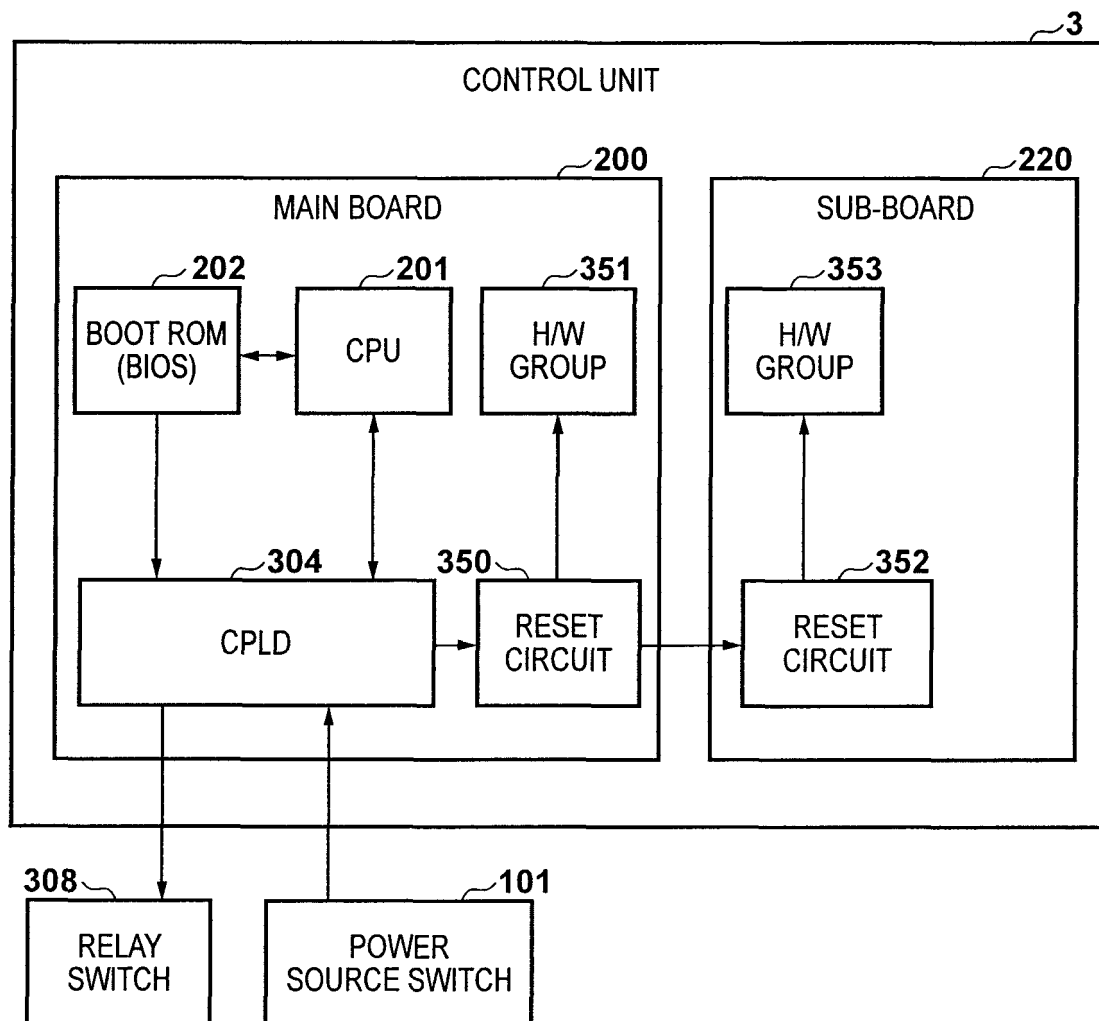 3
CONTROL UNIT
200
220
MAIN BOARD
SUB-BOARD
202
201
351
353
BOOT ROM
(BIOS)
CPU
H/W
GROUP
H/W
GROUP
304
350
352
CPLD
RESET
CIRCUIT
RESET
CIRCUIT
308
101
RELAY
SWITCH
POWER
SOURCE SWITCH